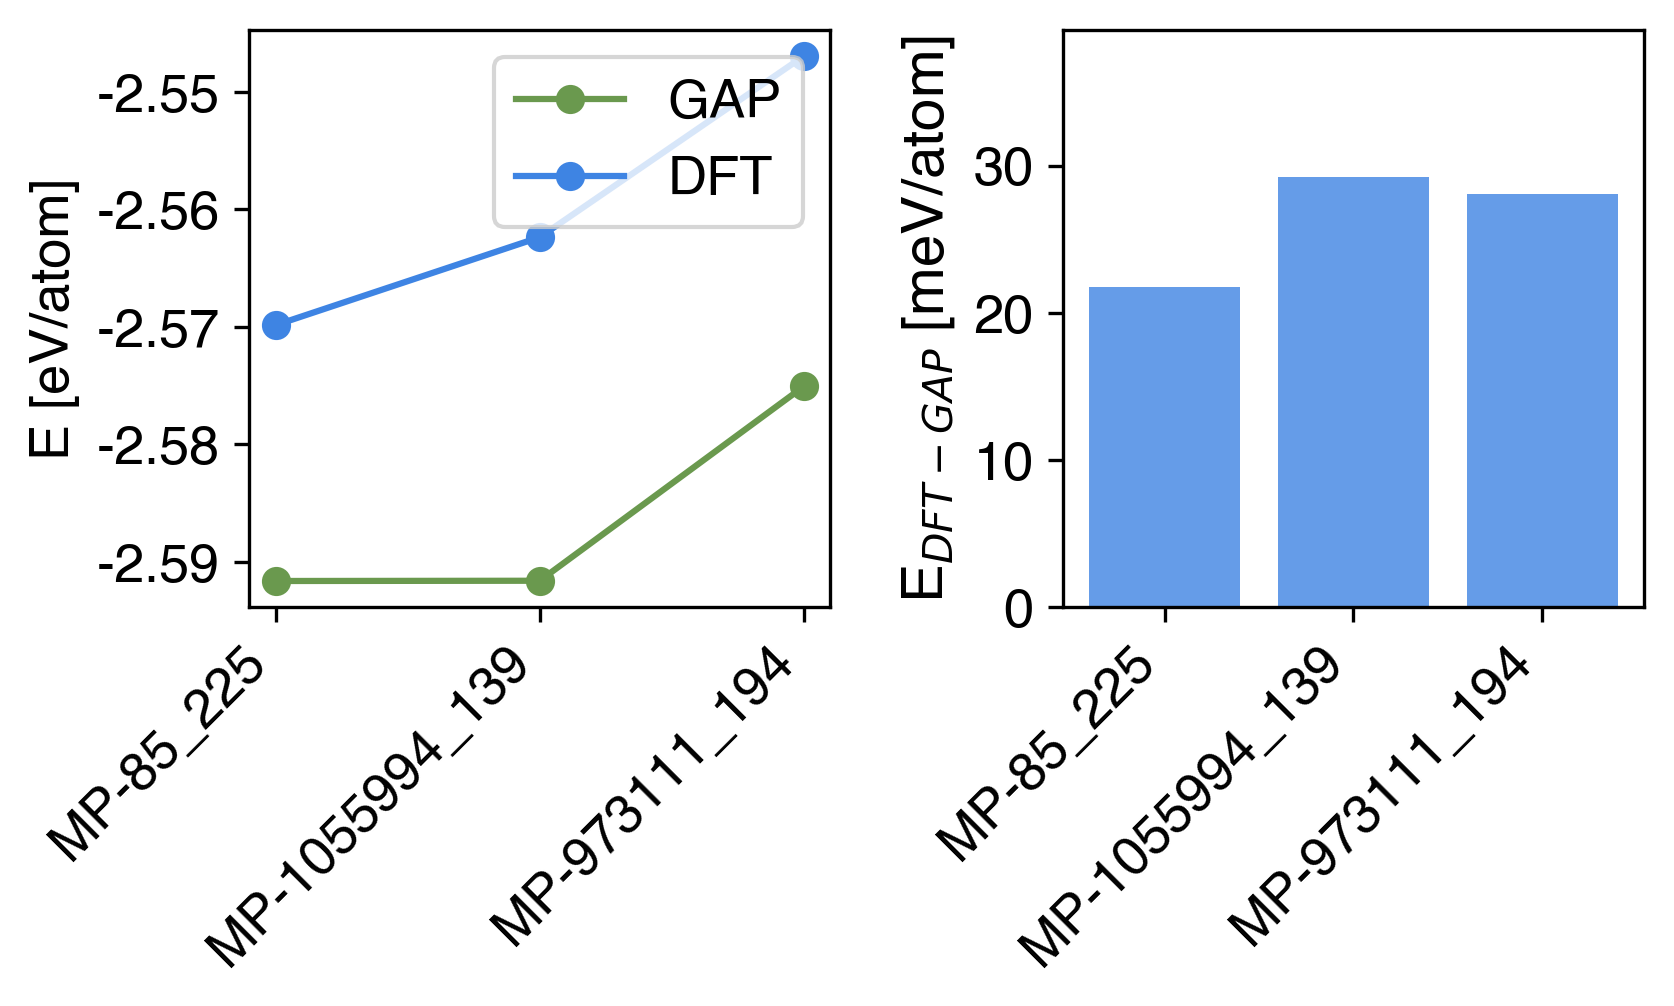 E [eV/atom]
-2.55
-2.56
-2.57
-2.58
-2.59
GAP
DFT
MP-85_225
MP-1055994_139
MP-973111_194
E_{DFT-GAP} [meV/atom]
30
20
10
0
MP-85_225
MP-1055994_139
MP-973111_194